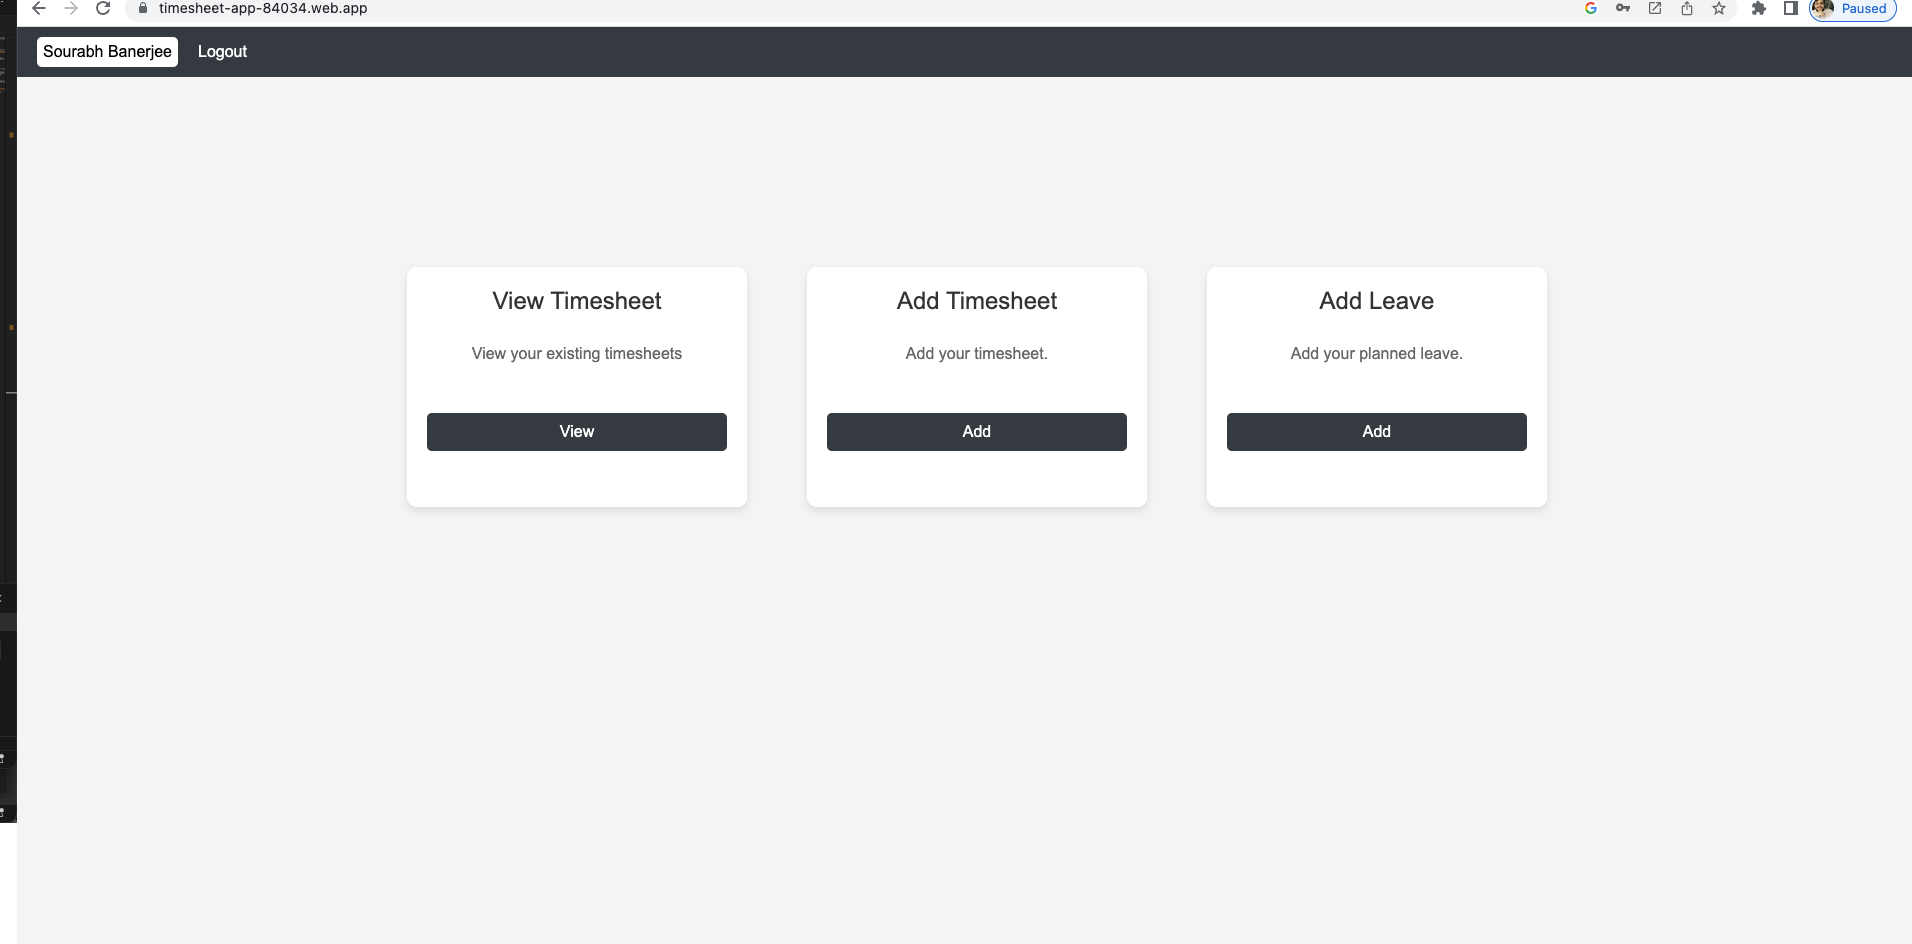 timesheet-app-84034.web.app
Paused
Sourabh Banerjee Logout
View Timesheet
View your existing timesheets
View
Add Timesheet
Add your timesheet.
Add
Add Leave
Add your planned leave.
Add